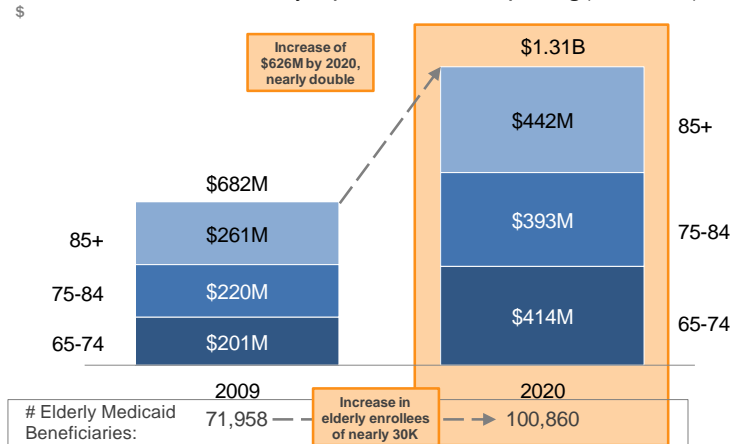 $
Increase of
$626M by 2020,
nearly double
$1.31B
$442M
85+
$682M
85+
$261M
$393M
75-84
75-84
$220M
$414M
65-74
65-74
$201M
2009
2020
# Elderly Medicaid
Beneficiaries:
71,958
Increase in
elderly enrollees
of nearly 30K
100,860